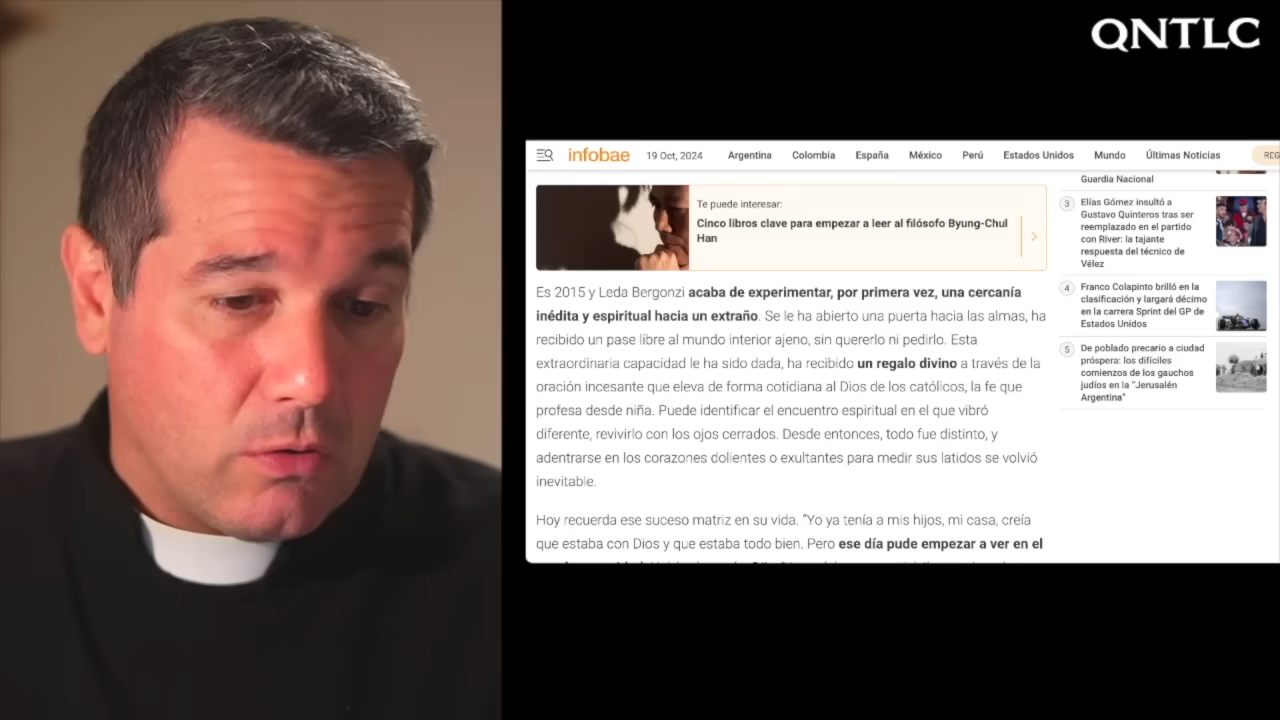 QNTLC
infobae
19 Oct, 2024
Argentina
Colombia
España
México
Perú
Estados Unidos
Mundo
Últimas Noticias
REG
Te puede interesar:
Cinco libros clave para empezar a leer al filósofo Byung-Chul
Han
Es 2015 y Leda Bergonzi acaba de experimentar, por primera vez, una cercanía
inédita y espiritual hacia un extraño. Se le ha abierto una puerta hacia las almas, ha
recibido un pase libre al mundo interior ajeno, sin quererlo ni pedirlo. Esta
extraordinaria capacidad le ha sido dada, ha recibido un regalo divino a través de la
oración incesante que eleva de forma cotidiana al Dios de los católicos, la fe que
profesa desde niña. Puede identificar el encuentro espiritual en el que vibró
diferente, revivirlo con los ojos cerrados. Desde entonces, todo fue distinto, y
adentrarse en los corazones dolientes o exultantes para medir sus latidos se volvió
inevitable.
Hoy recuerda ese suceso matriz en su vida. “Yo ya tenía a mis hijos, mi casa, creía
que estaba con Dios y que estaba todo bien. Pero ese día pude empezar a ver en el
Guardia Nacional
3
Elías Gómez insultó a
Gustavo Quinteros tras ser
reemplazado en el partido
con River: la tajante
respuesta del técnico de
Vélez
4
Franco Colapinto brilló en la
clasificación y largará décimo
en la carrera Sprint del GP de
Estados Unidos
5
De poblado precario a ciudad
próspera: los difíciles
comienzos de los gauchos
judíos en la “Jerusalén
Argentina”